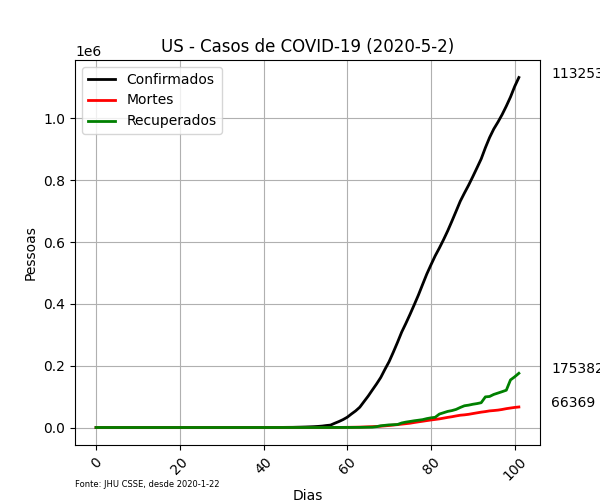 US - Casos de COVID-19 (2020-5-2)
1e6
Confirmados
Mortes
Recuperados
113253
175382
66369
1.0
0.8
0.6
0.4
0.2
0.0
Pessoas
0
20
40
60
80
100
Dias
Fonte: JHU CSSE, desde 2020-1-22